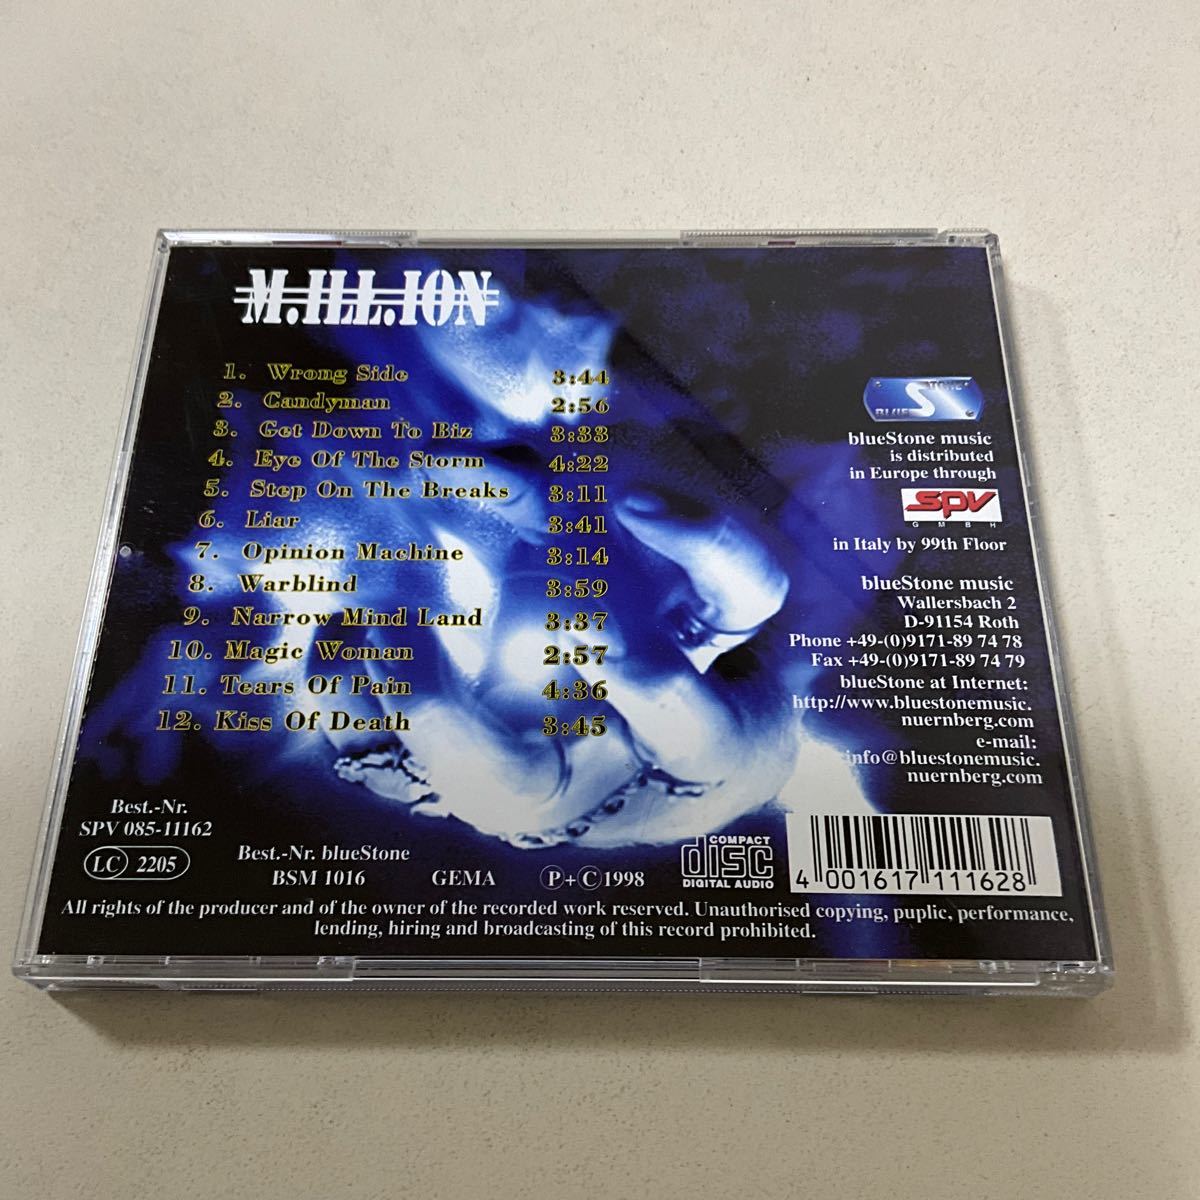 M.ILL.ION
1. Wrong Side 3:44
2. Candyman 2:56
3. Get Down To Biz 3:33
4. Eye Of The Storm 4:22
5. Step On The Breaks 3:11
6. Liar 3:41
7. Opinion Machine 3:14
8. Warblind 3:59
9. Narrow Mind Land 3:37
10. Magic Woman 2:57
11. Tears Of Pain 4:36
12. Kiss Of Death 3:45
BLUE S TONE
blueStone music
is distributed
in Europe through
spv
GMBH
in Italy by 99th Floor
blueStone music
Wallersbach 2
D-91154 Roth
Phone +49-(0)9171-89 74 78
Fax +49-(0)9171-89 74 79
blueStone at Internet:
http://www.bluestonemusic.
nuernberg.com
e-mail:
info@bluestonemusic.
nuernberg.com
Best.-Nr.
SPV 085-11162
LC 2205
Best.-Nr. blueStone
BSM 1016
GEMA
Ⓟ+Ⓒ1998
COMPACT
disc
DIGITAL AUDIO
4 001617 111628
All rights of the producer and of the owner of the recorded work reserved. Unauthorised copying, puplic, performance,
lending, hiring and broadcasting of this record prohibited.